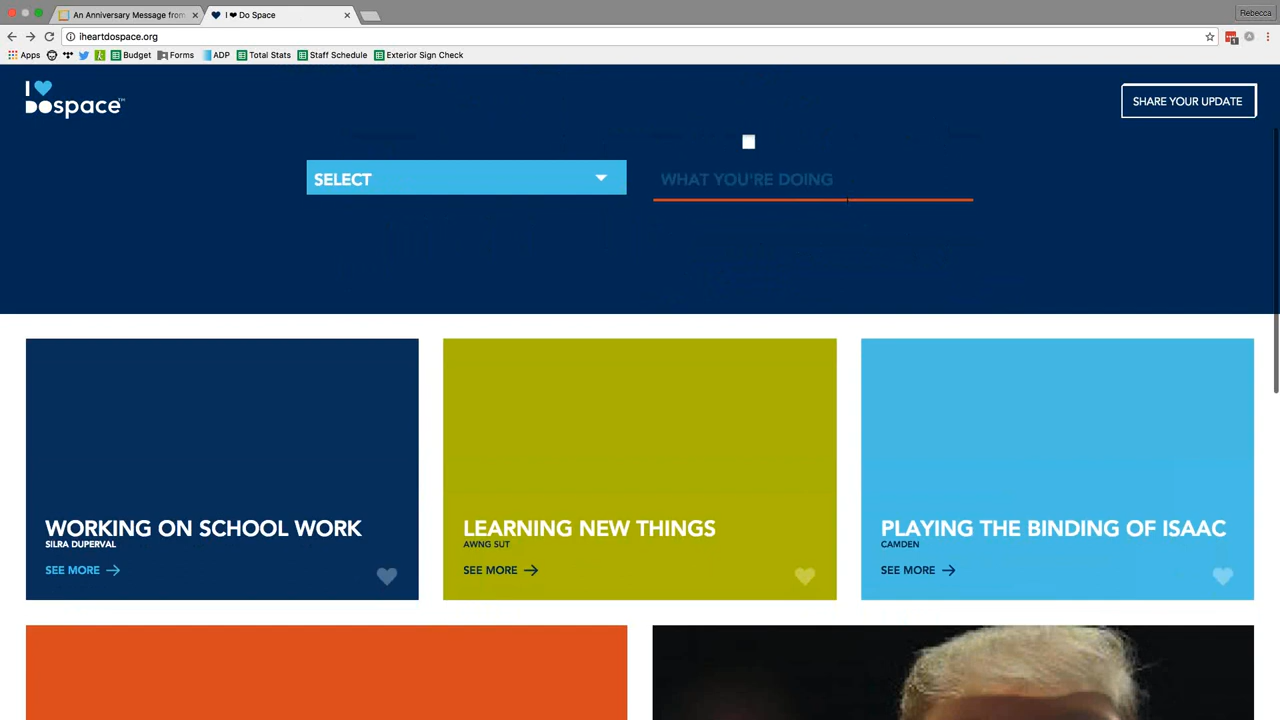 An Anniversary Message from
I ❤ Do Space
Rebecca
iheartdospace.org
Apps
Budget
Forms
ADP
Total Stats
Staff Schedule
Exterior Sign Check
I
DOspace™
SHARE YOUR UPDATE
SELECT
WHAT YOU'RE DOING
WORKING ON SCHOOL WORK
SILRA DUPERVAL
SEE MORE
LEARNING NEW THINGS
AWNG SUT
SEE MORE
PLAYING THE BINDING OF ISAAC
CAMDEN
SEE MORE